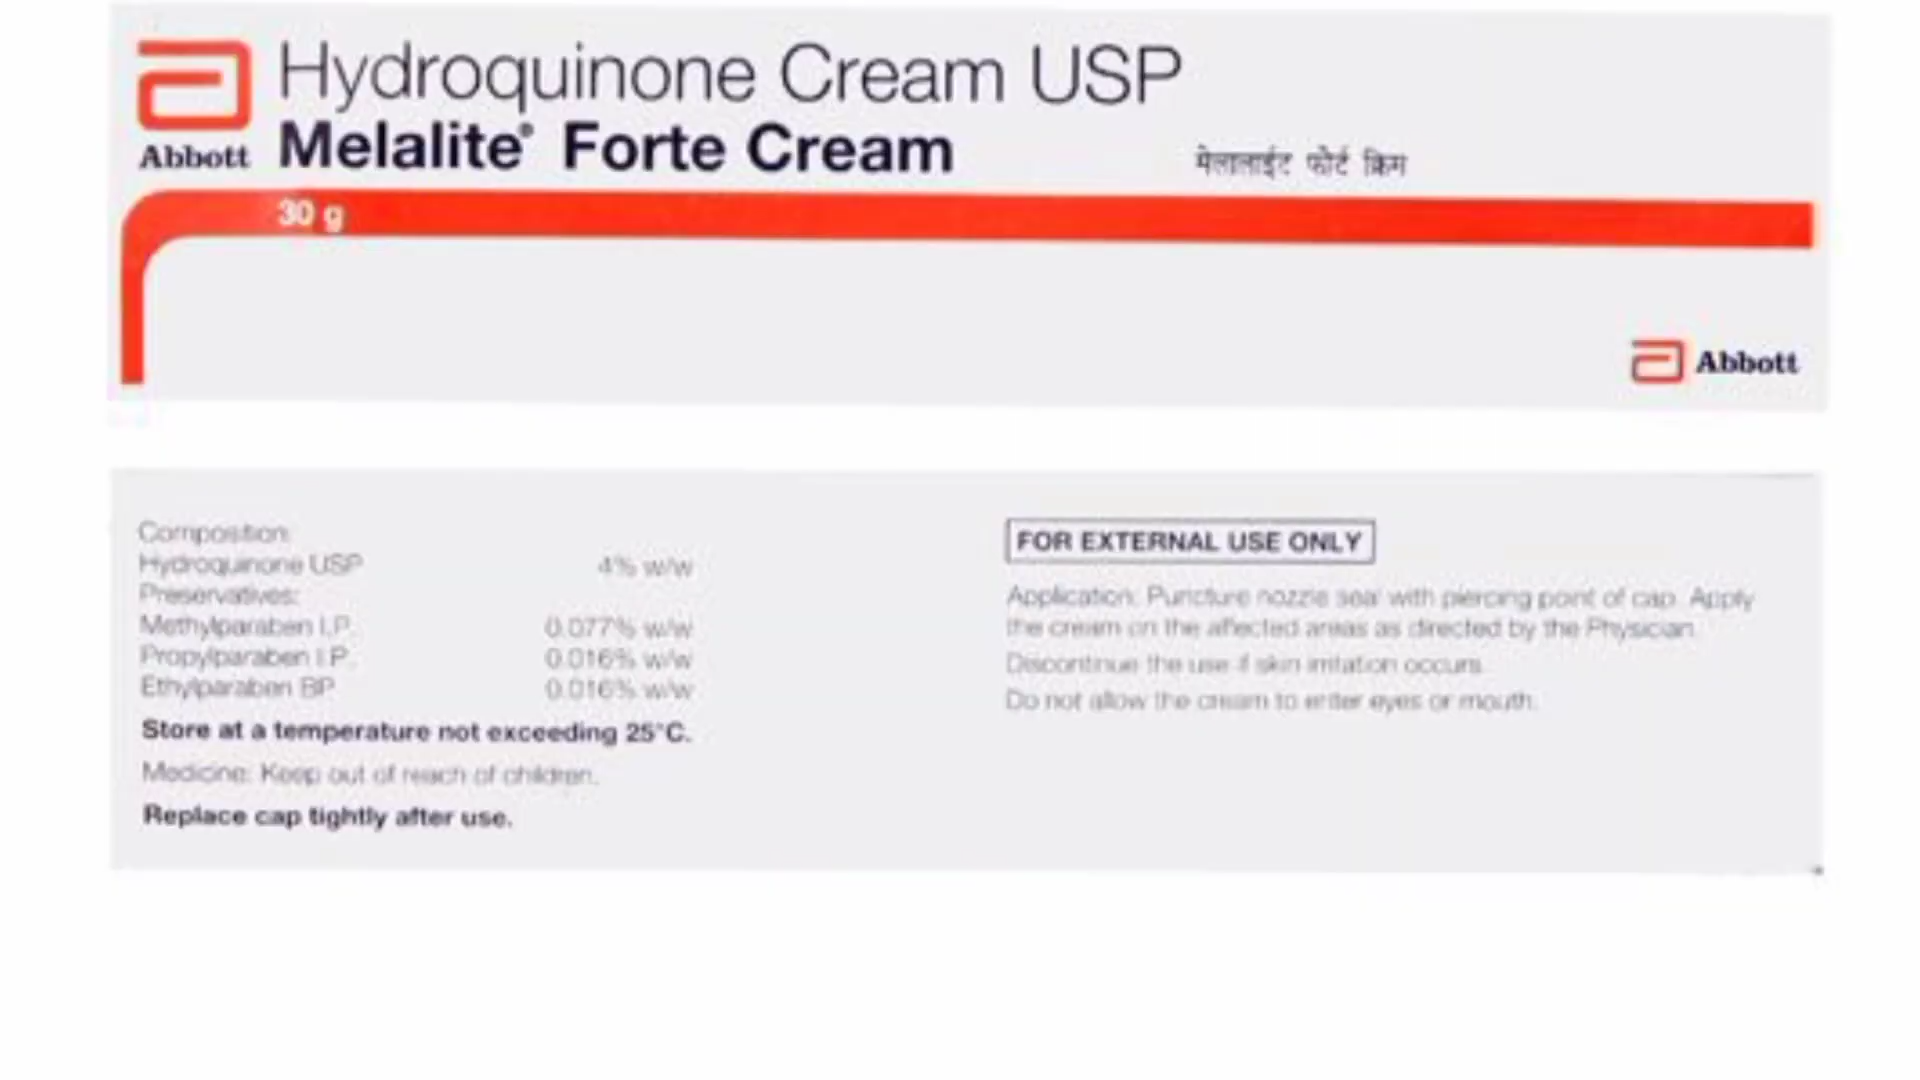 Hydroquinone Cream USP
Abbott Melalite® Forte Cream मेलालाईट फोर्ट क्रिम
30 g
Abbott
Composition:
Hydroquinone USP 4% w/w
Preservatives:
Methylparaben I.P. 0.077% w/w
Propylparaben I.P. 0.016% w/w
Ethylparaben BP 0.016% w/w
Store at a temperature not exceeding 25°C.
Medicine: Keep out of reach of children.
Replace cap tightly after use.
FOR EXTERNAL USE ONLY
Application: Puncture nozzle seal with piercing point of cap. Apply
the cream on the affected areas as directed by the Physician.
Discontinue the use if skin irritation occurs.
Do not allow the cream to enter eyes or mouth.